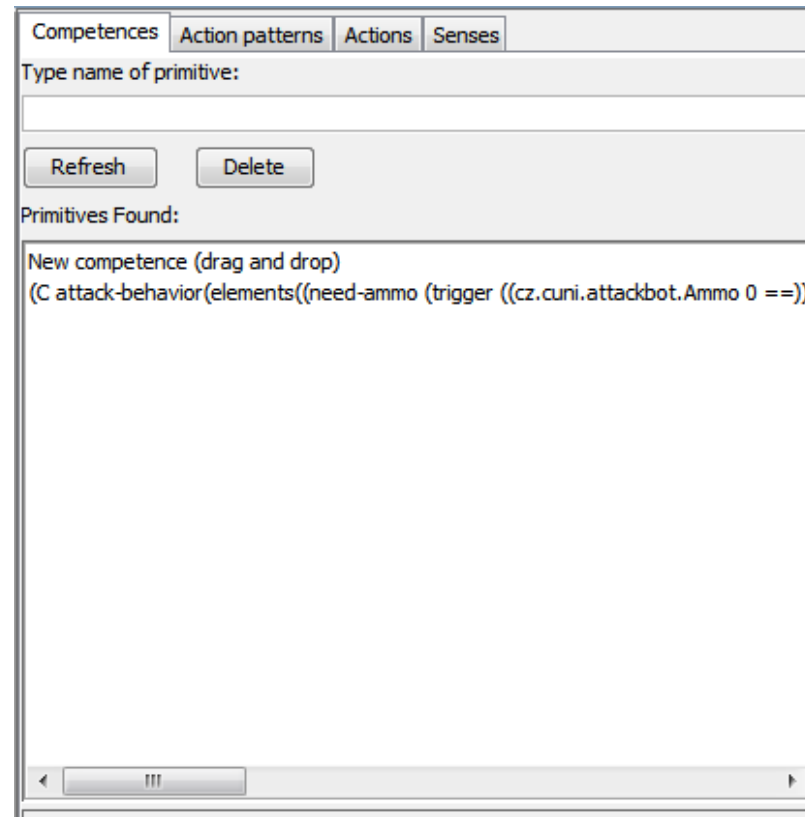 Competences Action patterns Actions Senses
Type name of primitive:
Refresh Delete
Primitives Found:
New competence (drag and drop)
(C attack-behavior(elements((need-ammo (trigger ((cz.cuni.attackbot.Ammo 0 ==))